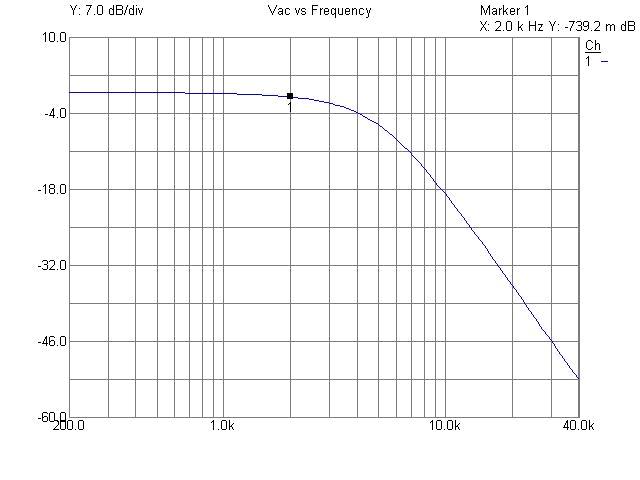 Y: 7.0 dB/div Vac vs Frequency Marker 1
X: 2.0 k Hz Y: -739.2 m dB
10.0
Ch
1
1
-4.0
-18.0
-32.0
-46.0
-60.0
200.0 1.0k 10.0k 40.0k